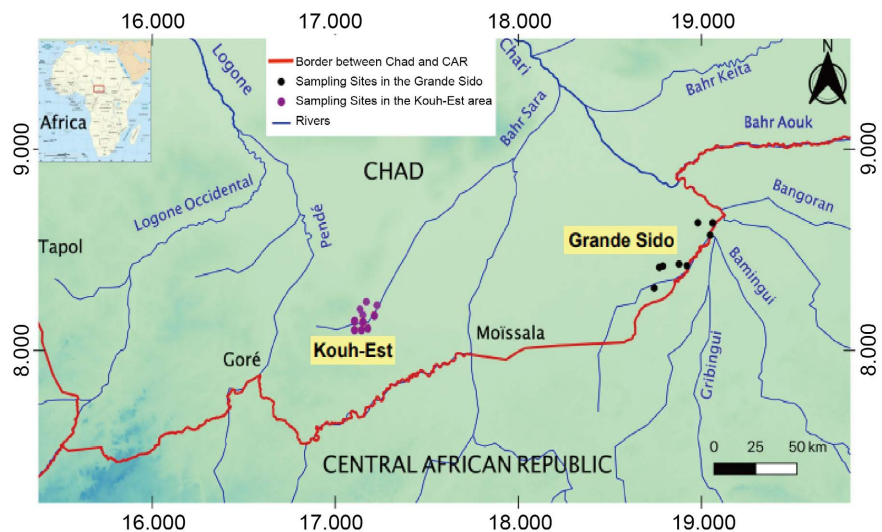 16.000
17.000
18.000
19.000
Africa
Border between Chad and CAR
Sampling Sites in the Grande Sido
Sampling Sites in the Kouh-Est area
Rivers
N
9.000
9.000
Logone
Chari
Bahr Keita
Bahr Aouk
Bahr Sara
CHAD
Logone Occidental
Bangoran
Pendé
Tapol
Grande Sido
Bamingui
Kouh-Est
Moïssala
8.000
8.000
Goré
Gribingui
0 25 50 km
CENTRAL AFRICAN REPUBLIC
16.000
17.000
18.000
19.000